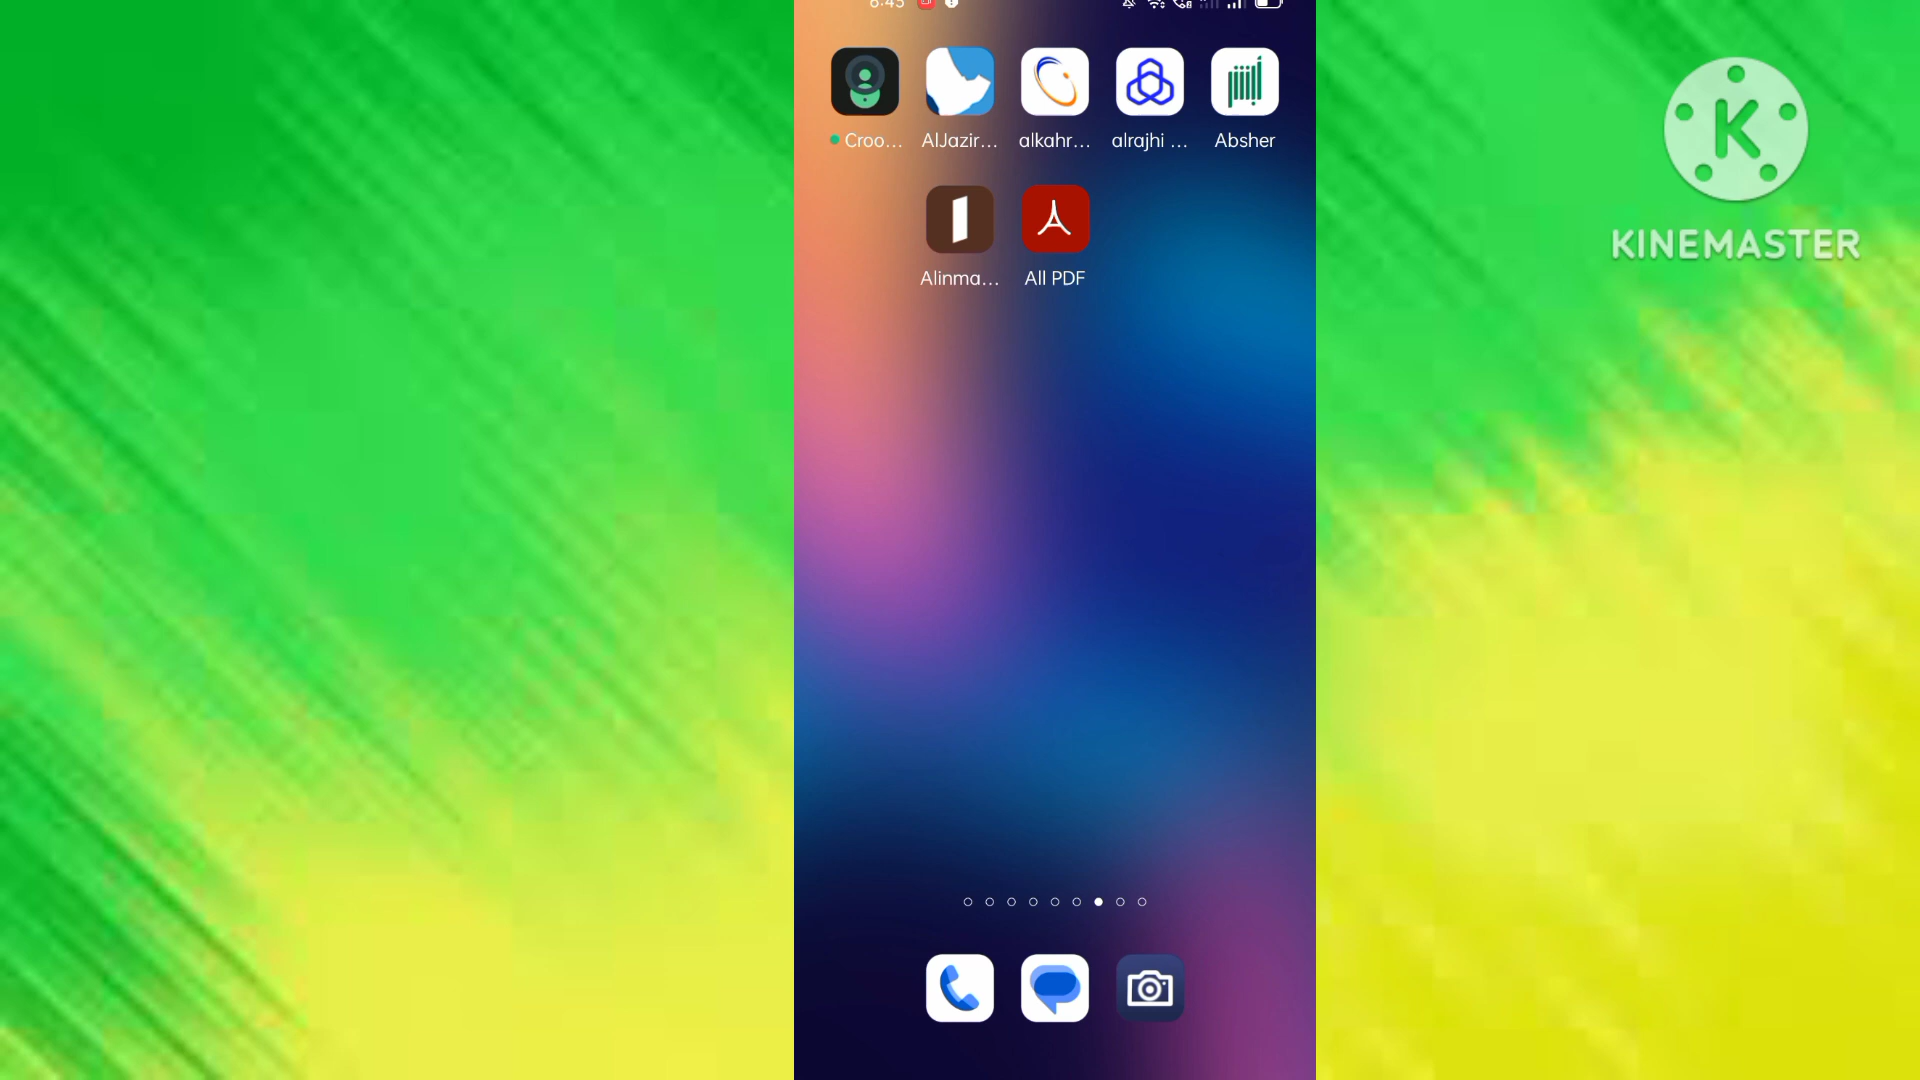 6:45
Croo... AlJazir... alkahr... alrajhi ... Absher
Alinma... All PDF
K
KINEMASTER